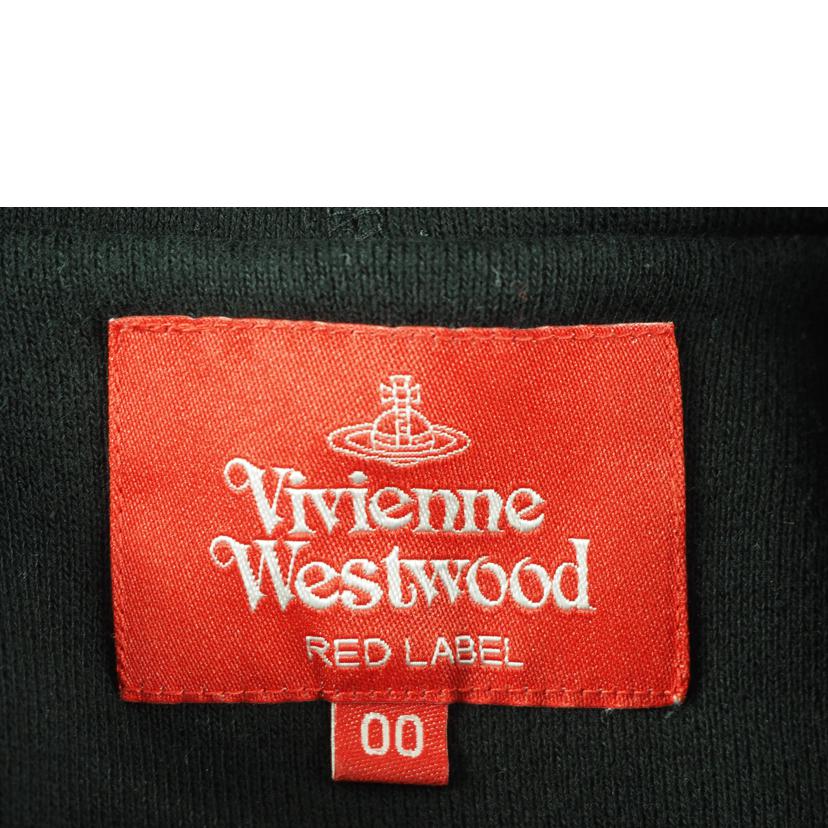 Vivienne
Westwood
RED LABEL
00